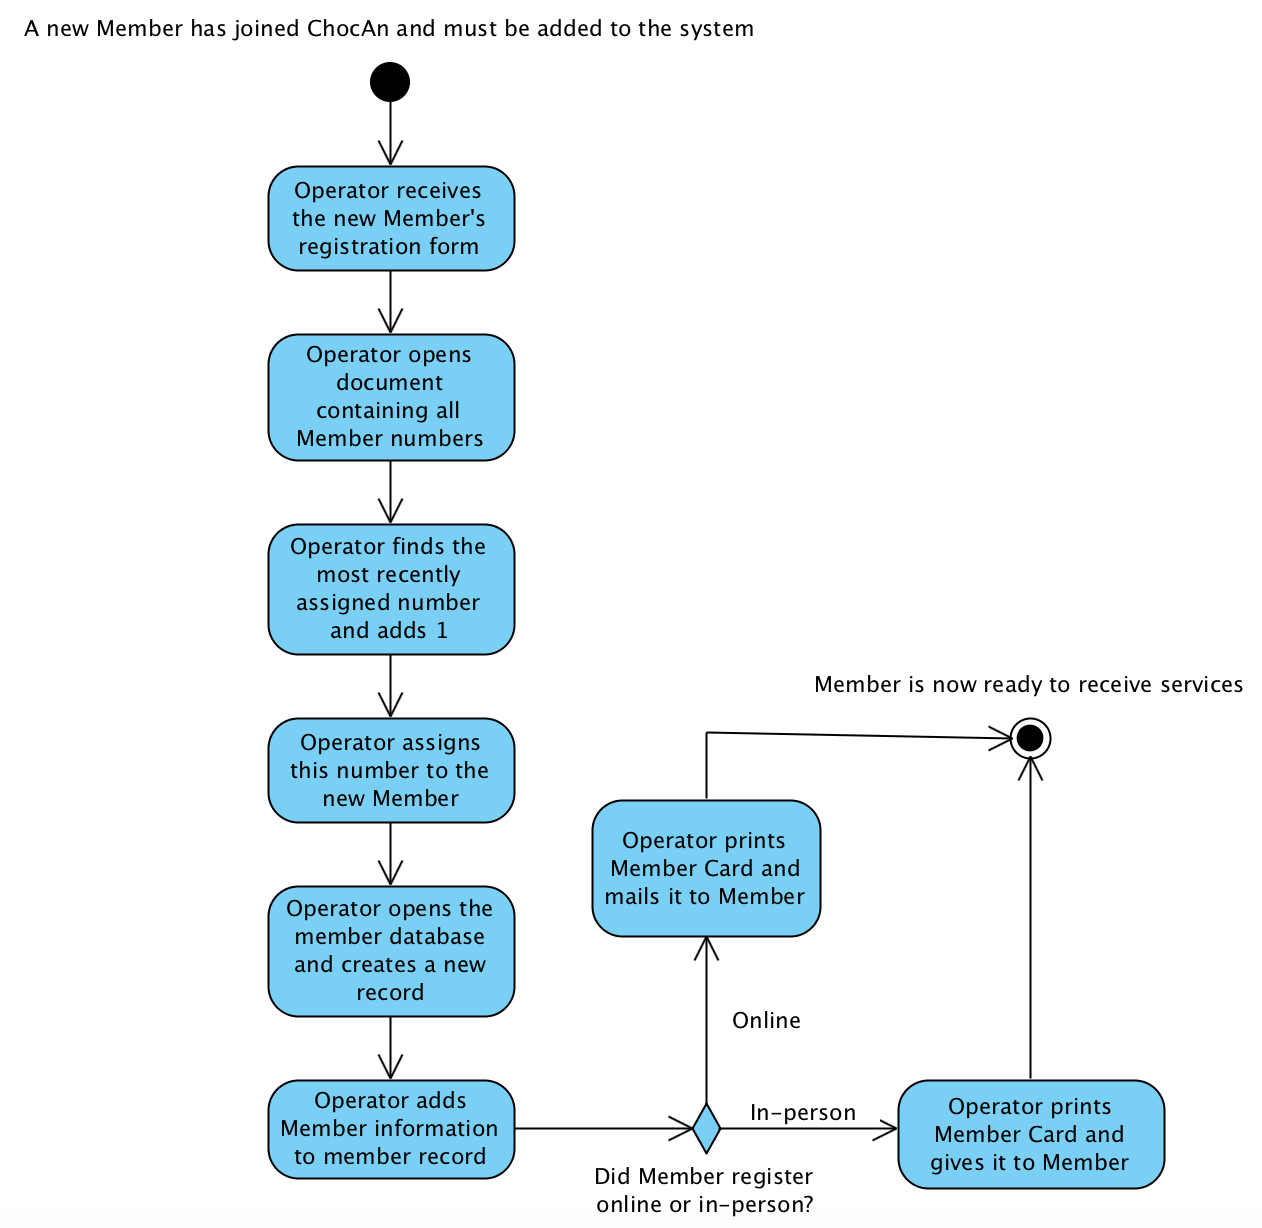 A new Member has joined ChocAn and must be added to the system
Operator receives
the new Member's
registration form
Operator opens
document
containing all
Member numbers
Operator finds the
most recently
assigned number
and adds 1
Operator assigns
this number to the
new Member
Operator opens the
member database
and creates a new
record
Operator adds
Member information
to member record
Did Member register
online or in-person?
Online
Operator prints
Member Card and
mails it to Member
In-person
Operator prints
Member Card and
gives it to Member
Member is now ready to receive services